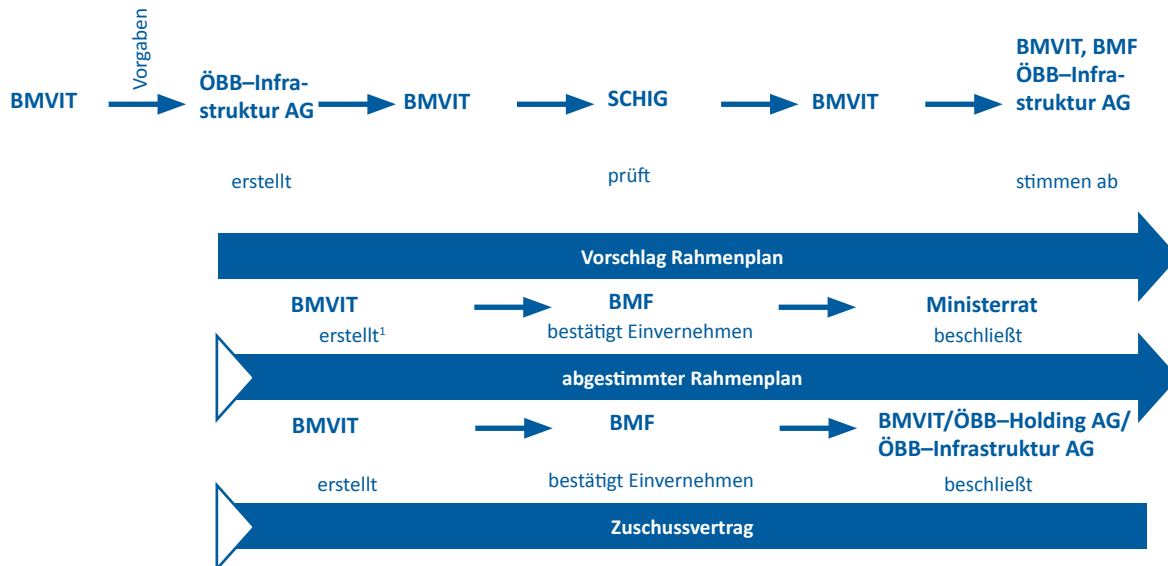 Vorgaben
BMVIT
ÖBB–Infra-
struktur AG
BMVIT
SCHIG
BMVIT
BMVIT, BMF
ÖBB–Infra-
struktur AG
erstellt
prüft
stimmen ab
Vorschlag Rahmenplan
BMVIT
BMF
Ministerrat
erstellt¹
bestätigt Einvernehmen
beschließt
abgestimmter Rahmenplan
BMVIT
BMF
BMVIT/ÖBB–Holding AG/
ÖBB–Infrastruktur AG
erstellt
bestätigt Einvernehmen
beschließt
Zuschussvertrag